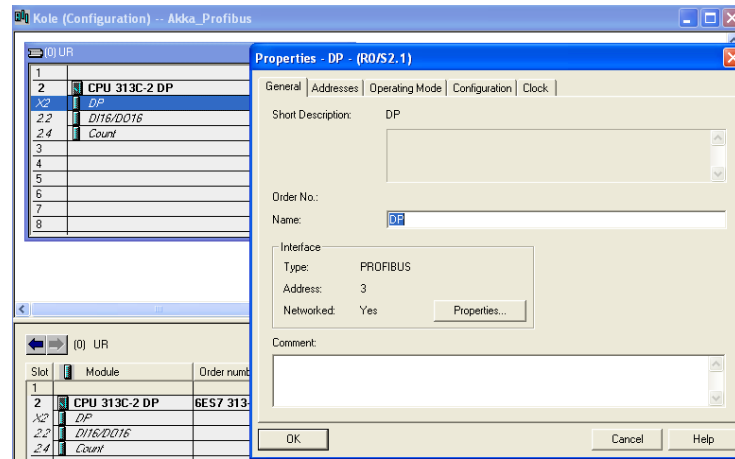 Kole (Configuration) -- Akka_Profibus
(0) UR
1
2 CPU 313C-2 DP
X2 DP
2.2 DI16/DO16
2.4 Count
3
4
5
6
7
8
Properties - DP - (R0/S2.1)
General Addresses Operating Mode Configuration Clock
Short Description: DP
Order No.:
Name: DP
Interface
Type: PROFIBUS
Address: 3
Networked: Yes Properties...
Comment:
OK Cancel Help
(0) UR
Slot Module Order numb
1
2 CPU 313C-2 DP 6ES7 313-
X2 DP
2.2 DI16/DO16
2.4 Count